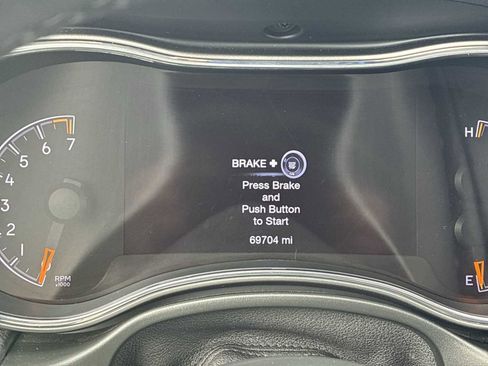 BRAKE +
Press Brake
and
Push Button
to Start
69704 mi
7
6
5
4
3
2
1
0
RPM
x1000
H
E